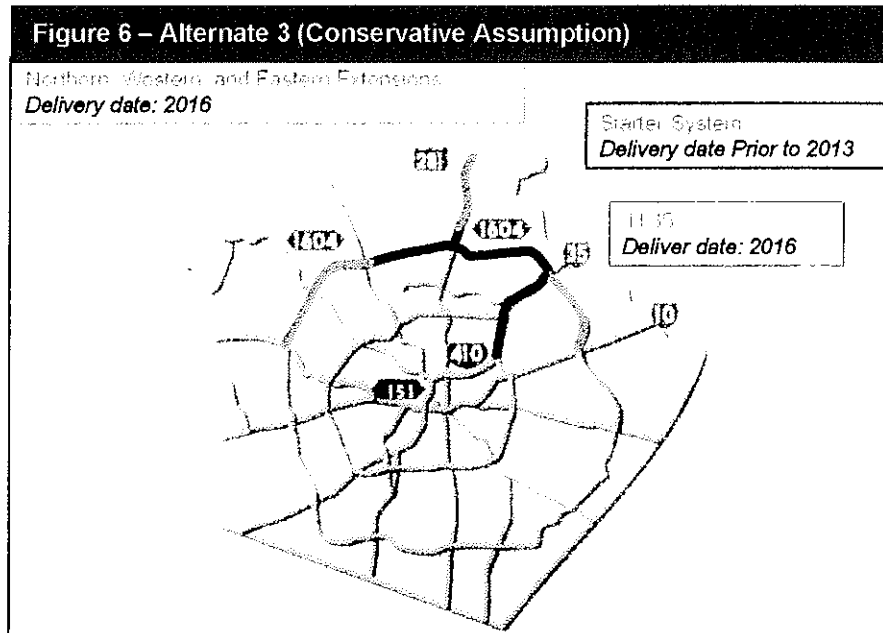 Figure 6 – Alternate 3 (Conservative Assumption)
Northern, Western, and Eastern Extensions
Delivery date: 2016
Starter System
Delivery date Prior to 2013
Deliver date: 2016
281
1604
1604
35
10
410
151